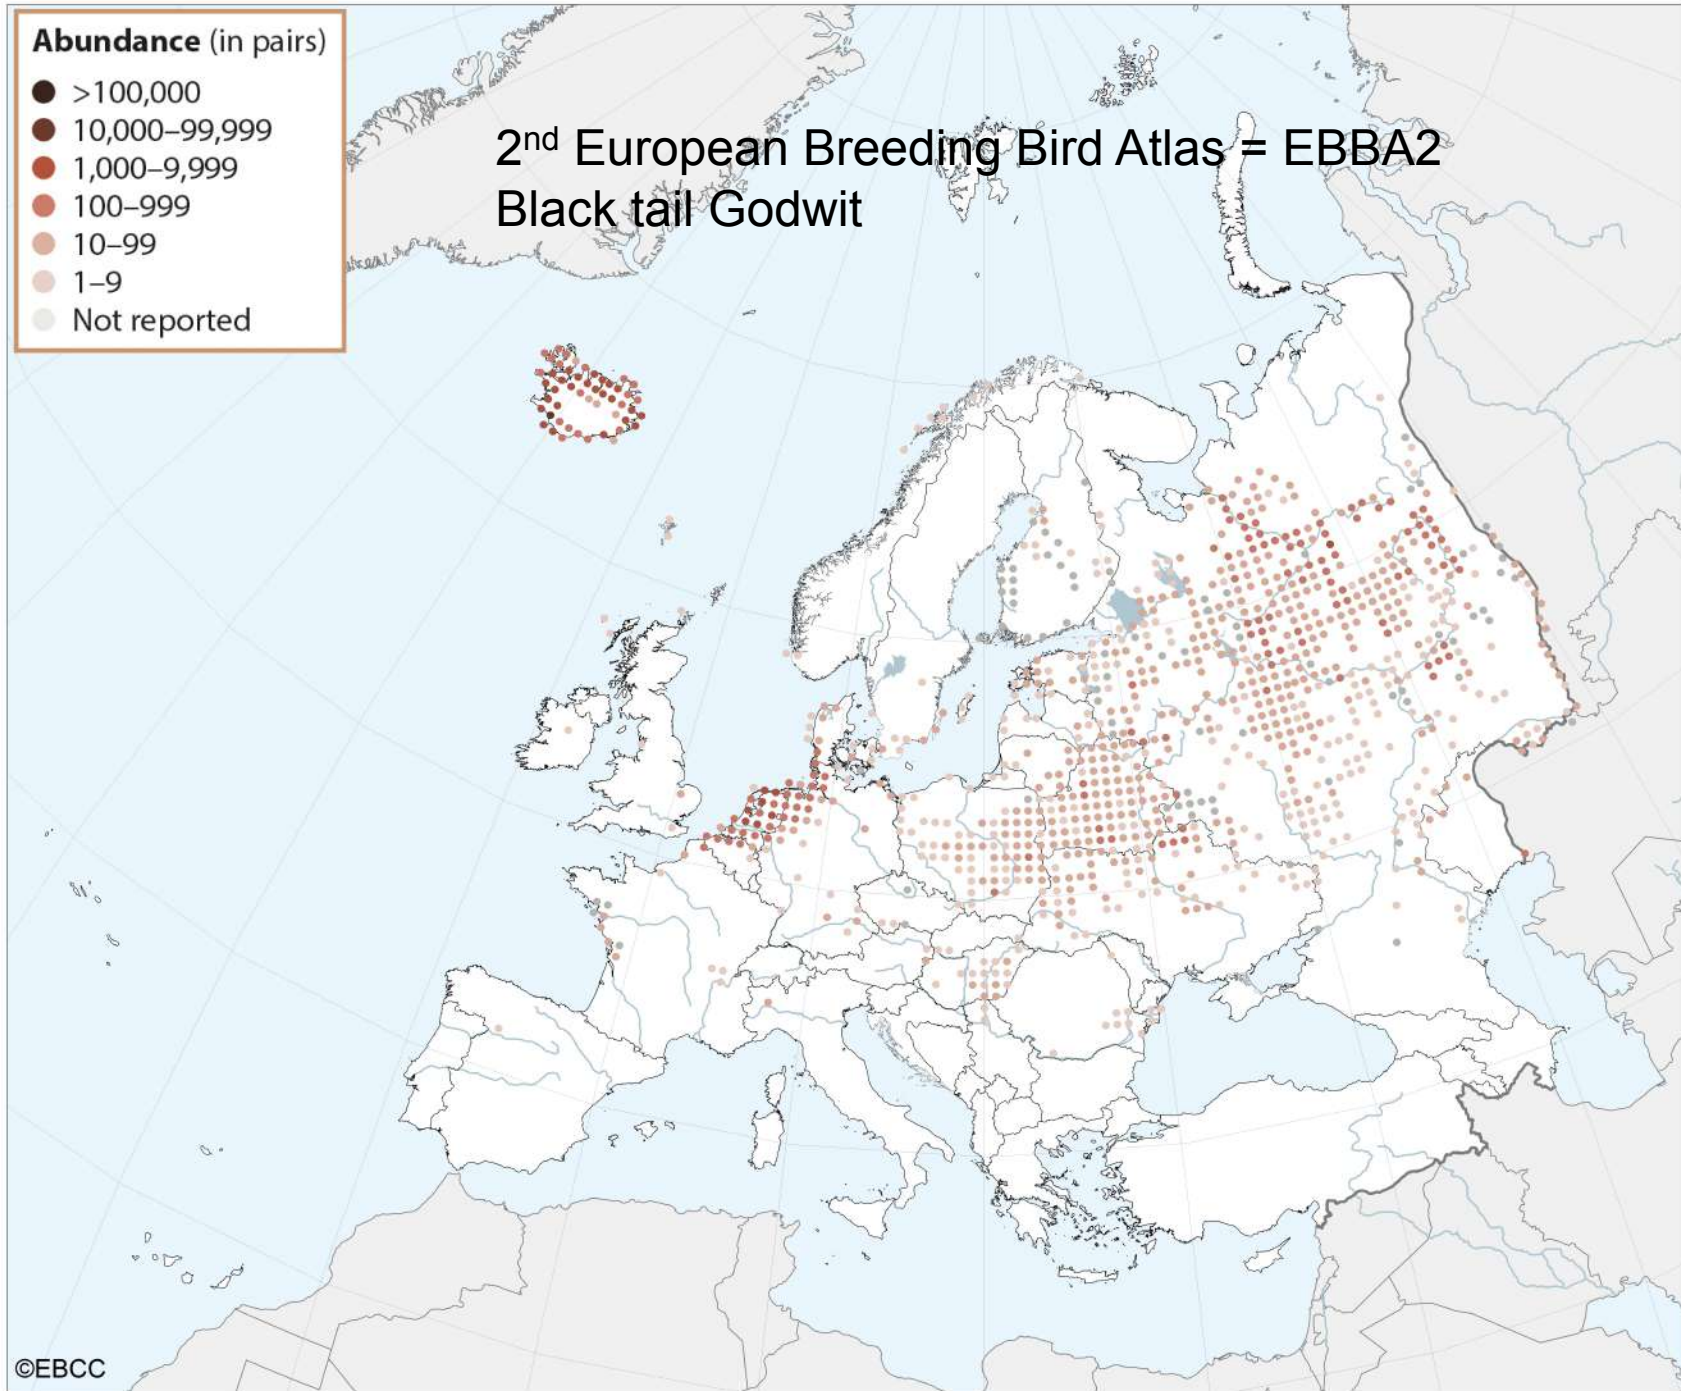 Abundance (in pairs)
>100,000
10,000–99,999
1,000–9,999
100–999
10–99
1–9
Not reported
2nd European Breeding Bird Atlas = EBBA2
Black tail Godwit
©EBCC